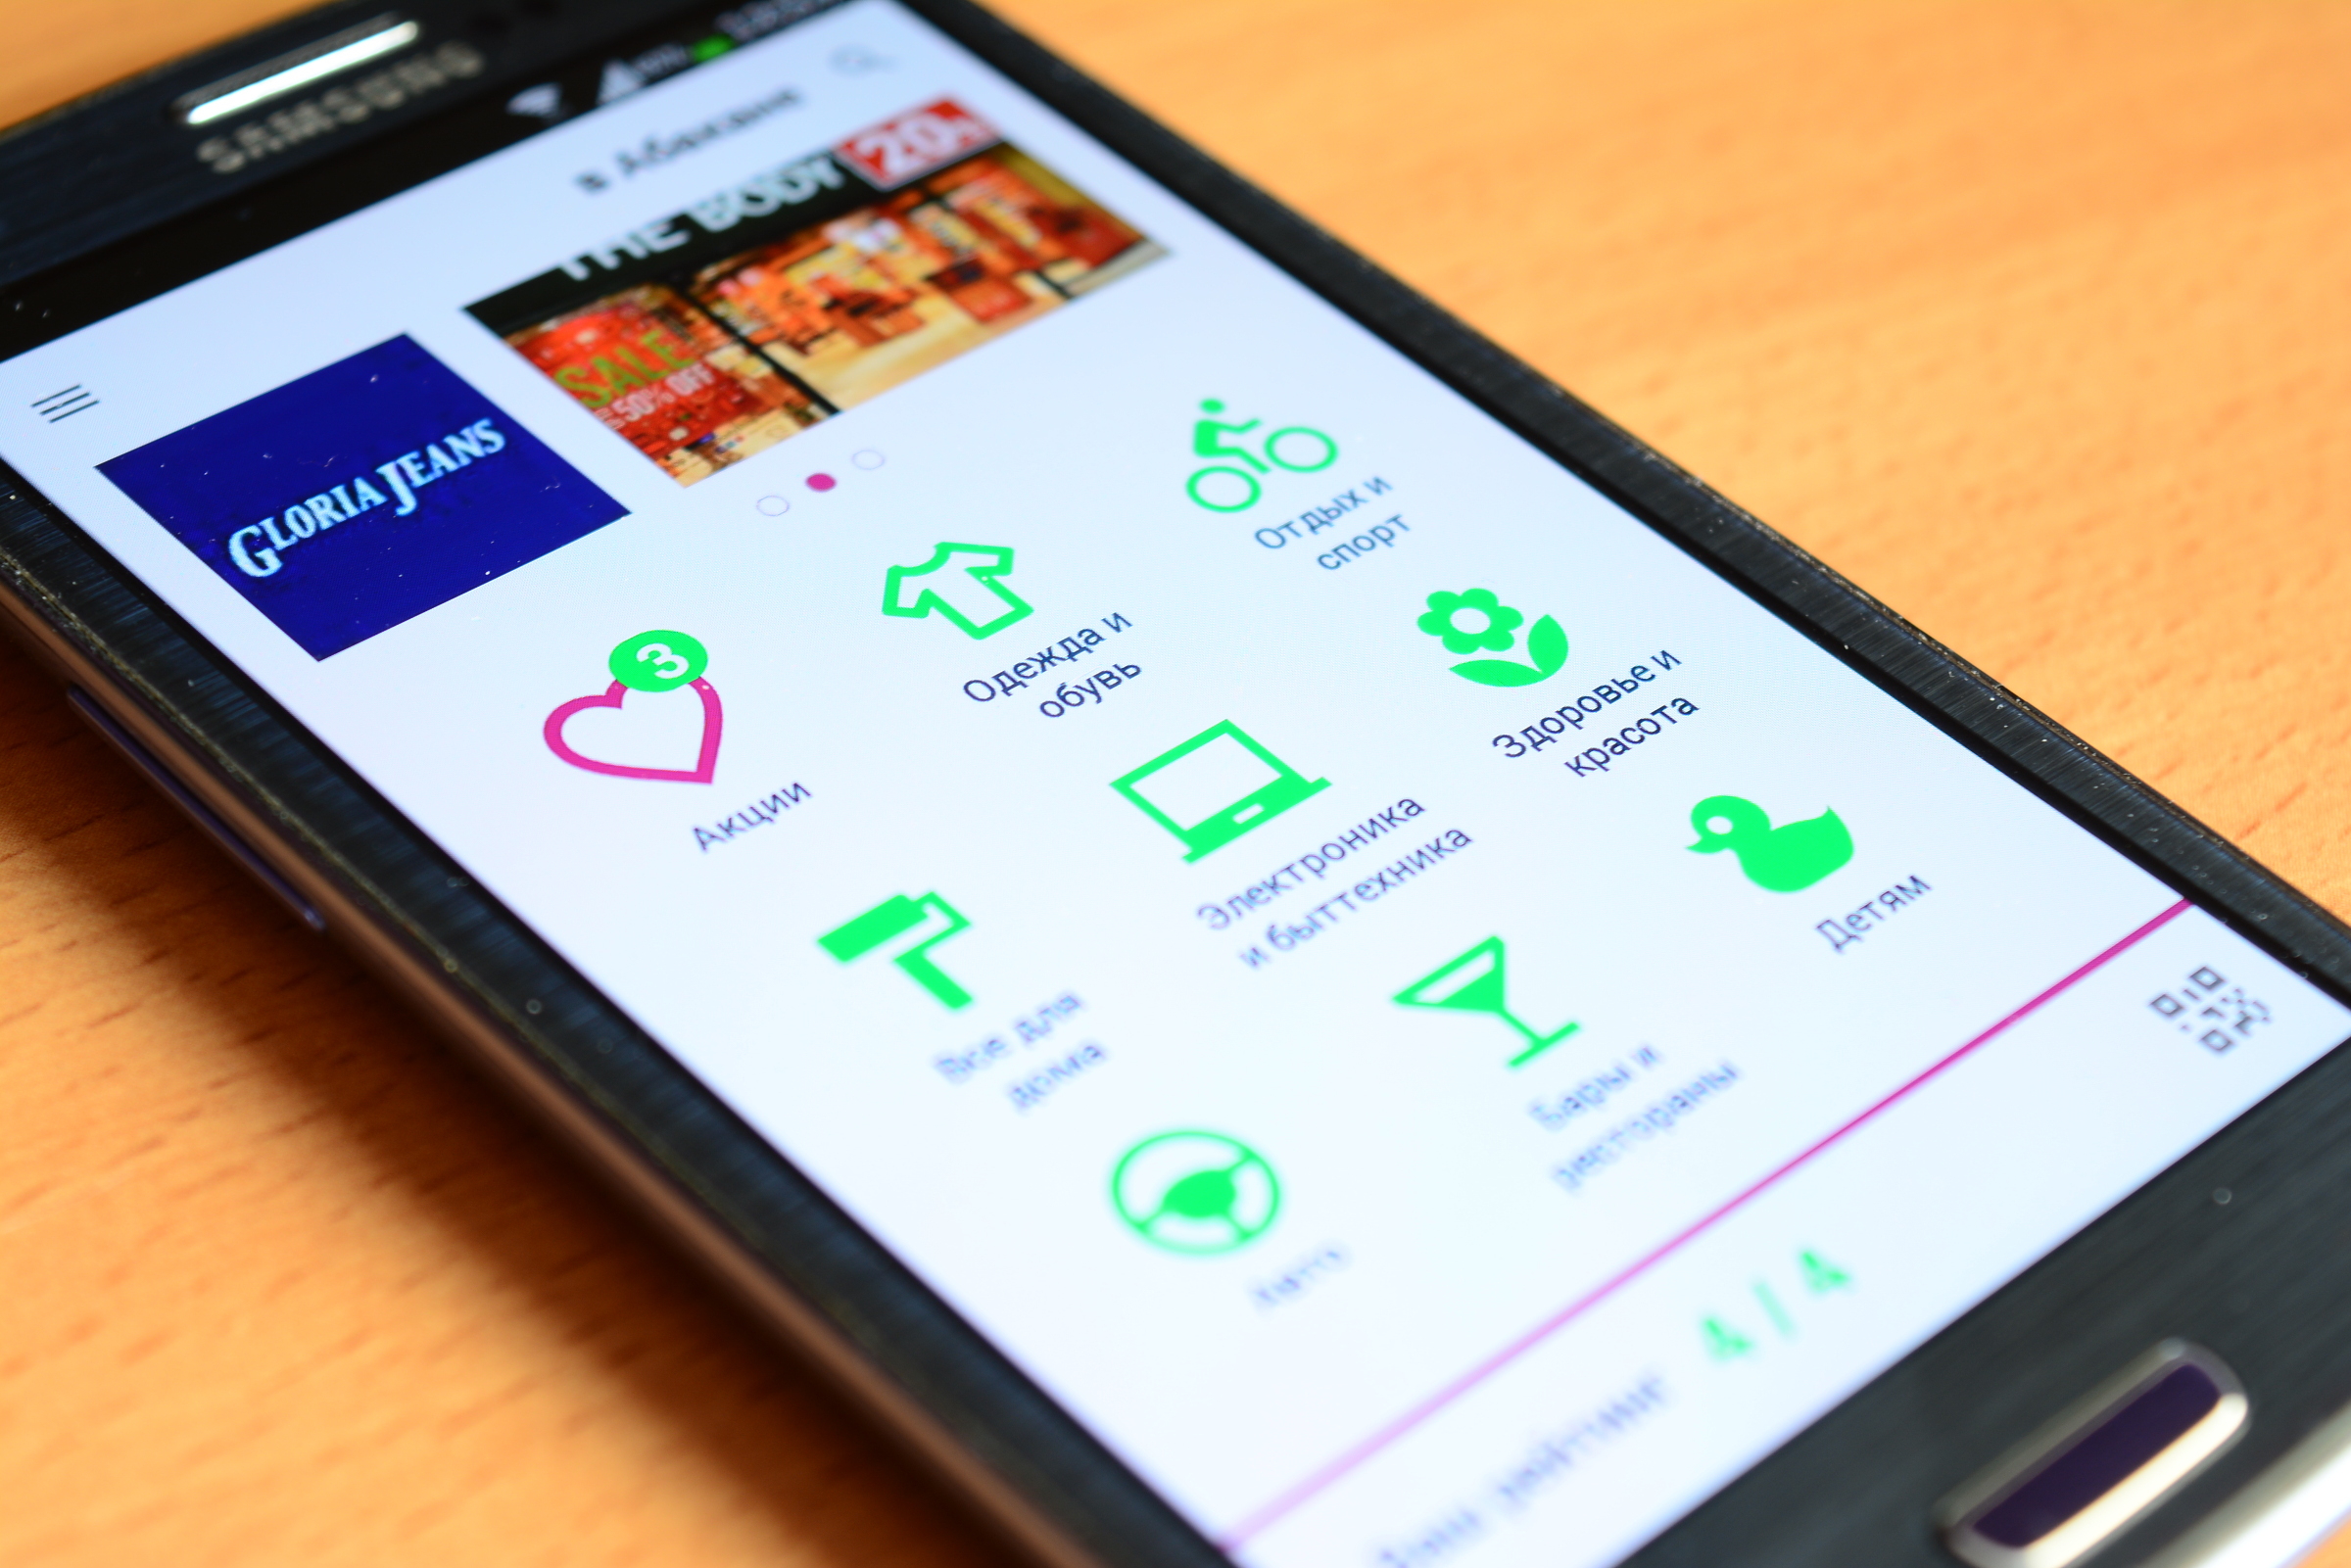 SAMSUNG
в Абакане
GLORIA JEANS
THE BODY
20%
SALE
50% OFF
3
Акции
Одежда и
обувь
Отдых и
спорт
Все для
дома
Электроника
и быттехника
Здоровье и
красота
Авто
Бары и
рестораны
Детям
Ваш рейтинг: 4 / 4